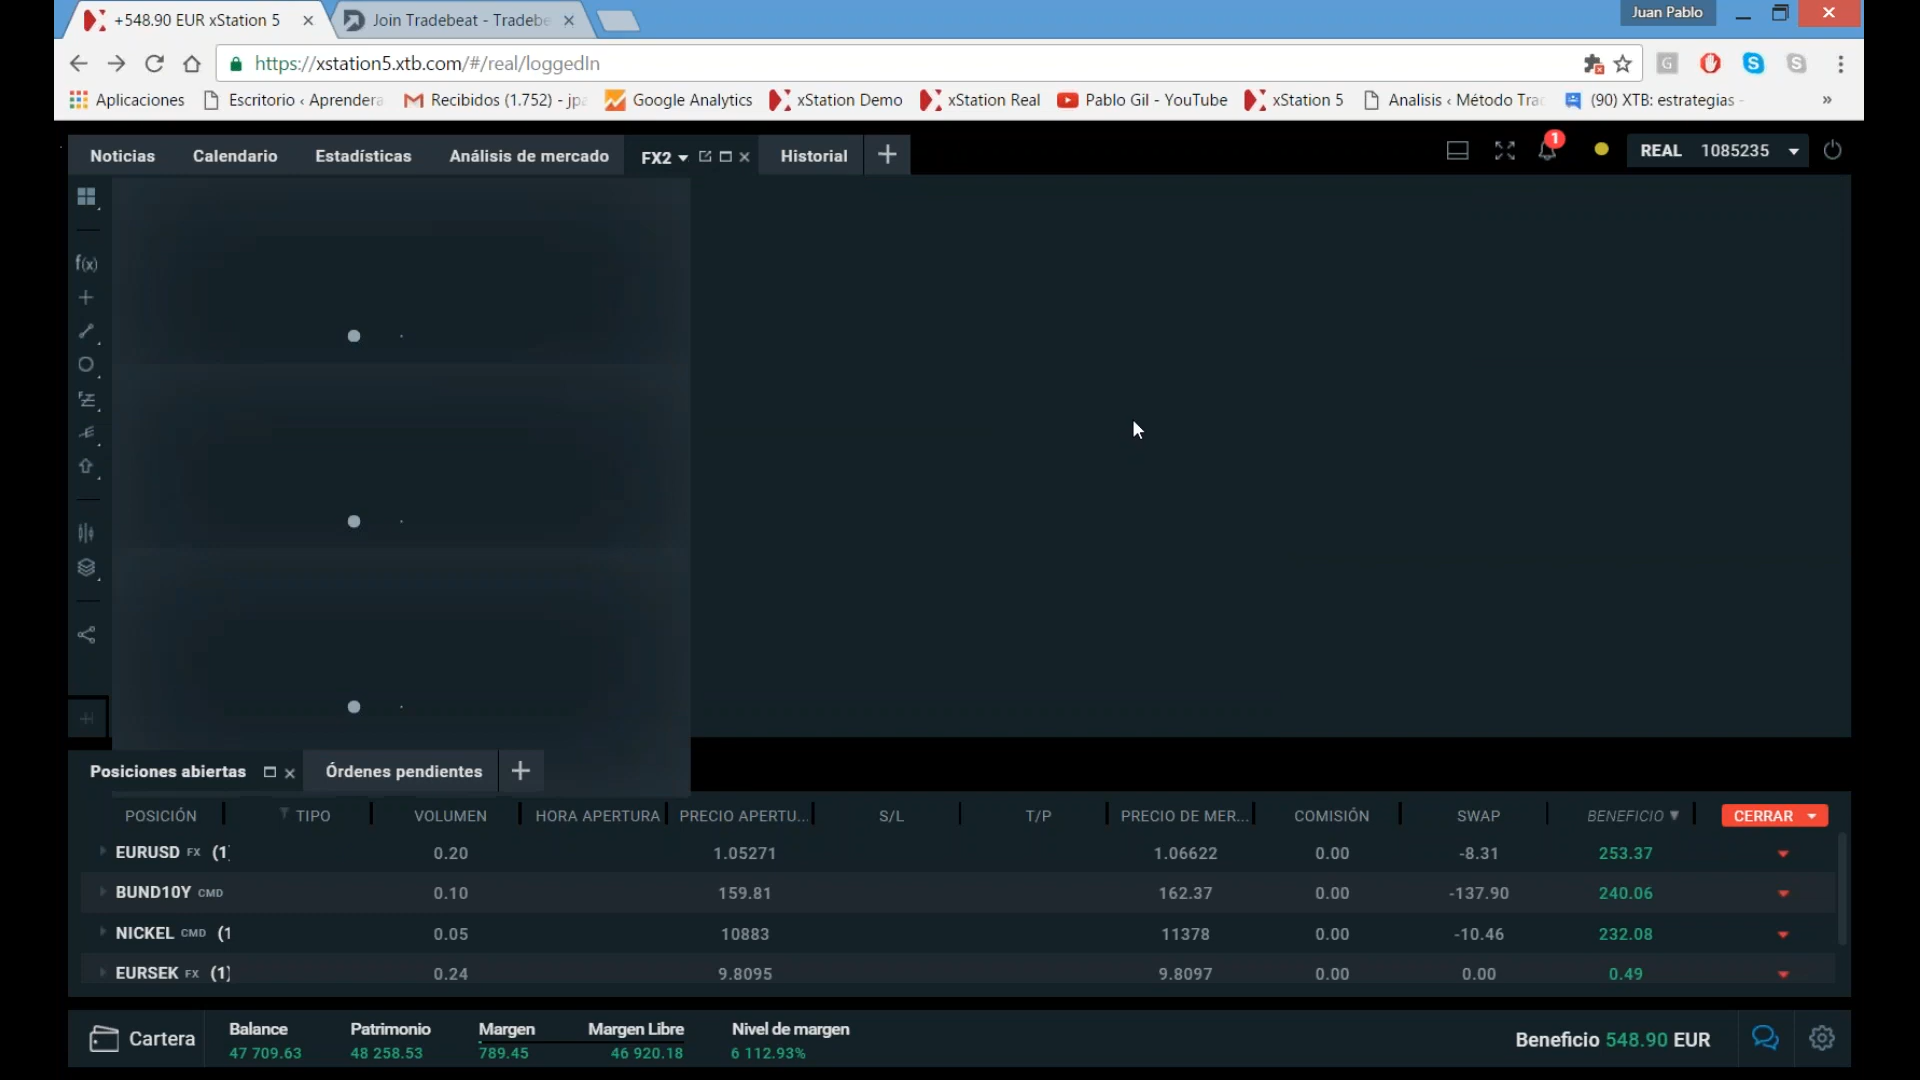 +548.90 EUR xStation 5
Join Tradebeat - Tradebe
Juan Pablo
https://xstation5.xtb.com/#/real/loggedIn
Aplicaciones
Escritorio ‹ Aprendera
Recibidos (1.752) - jpa
Google Analytics
xStation Demo
xStation Real
Pablo Gil - YouTube
xStation 5
Analisis ‹ Método Tra
(90) XTB: estrategias -
»
Noticias Calendario Estadísticas Análisis de mercado FX2 Historial
1
REAL 1085235
f(x)
Posiciones abiertas Órdenes pendientes
POSICIÓN TIPO VOLUMEN HORA APERTURA PRECIO APERTU... S/L T/P PRECIO DE MER... COMISIÓN SWAP BENEFICIO CERRAR
EURUSD FX (1 0.20 1.05271 1.06622 0.00 -8.31 253.37
BUND10Y CMD 0.10 159.81 162.37 0.00 -137.90 240.06
NICKEL CMD (1 0.05 10883 11378 0.00 -10.46 232.08
EURSEK FX (1) 0.24 9.8095 9.8097 0.00 0.00 0.49
Cartera
Balance Patrimonio Margen Margen Libre Nivel de margen
47 709.63 48 258.53 789.45 46 920.18 6 112.93%
Beneficio 548.90 EUR